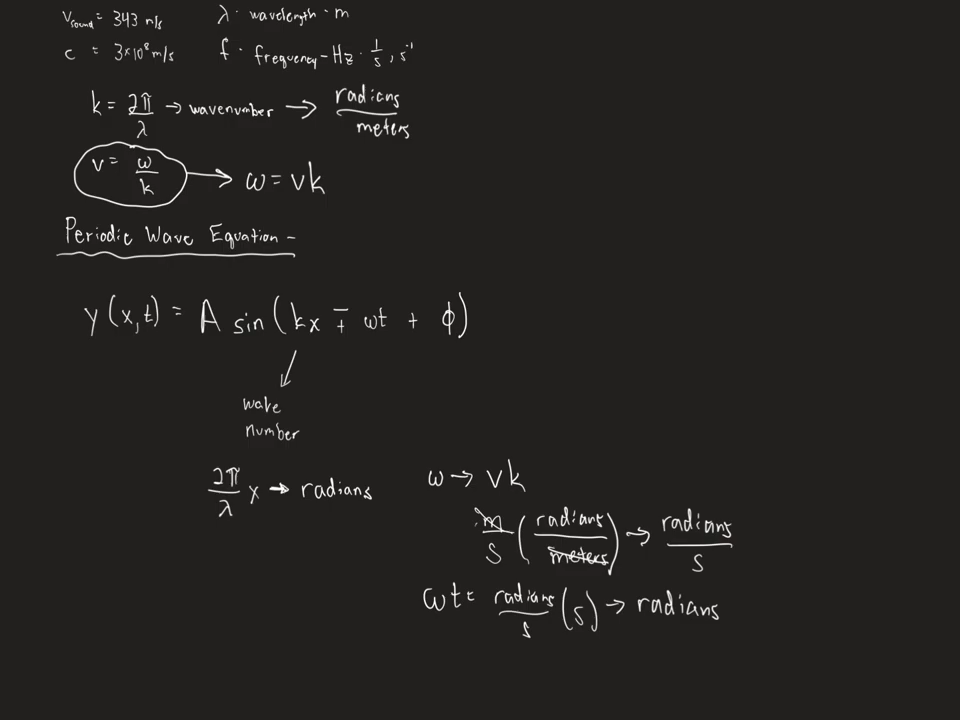 v_sound = 343 m/s λ · wavelength · m
c = 3×10⁸ m/s f · frequency - Hz · 1/s, s⁻¹
k = 2π/λ → wavenumber → radians/meters
v = ω/k → ω = vk
Periodic Wave Equation -
y(x,t) = A sin(kx ∓ ωt + φ)
wave
number
2π/λ x → radians ω → vk
m/s (radians/meters) → radians/s
ωt = radians/s (s) → radians